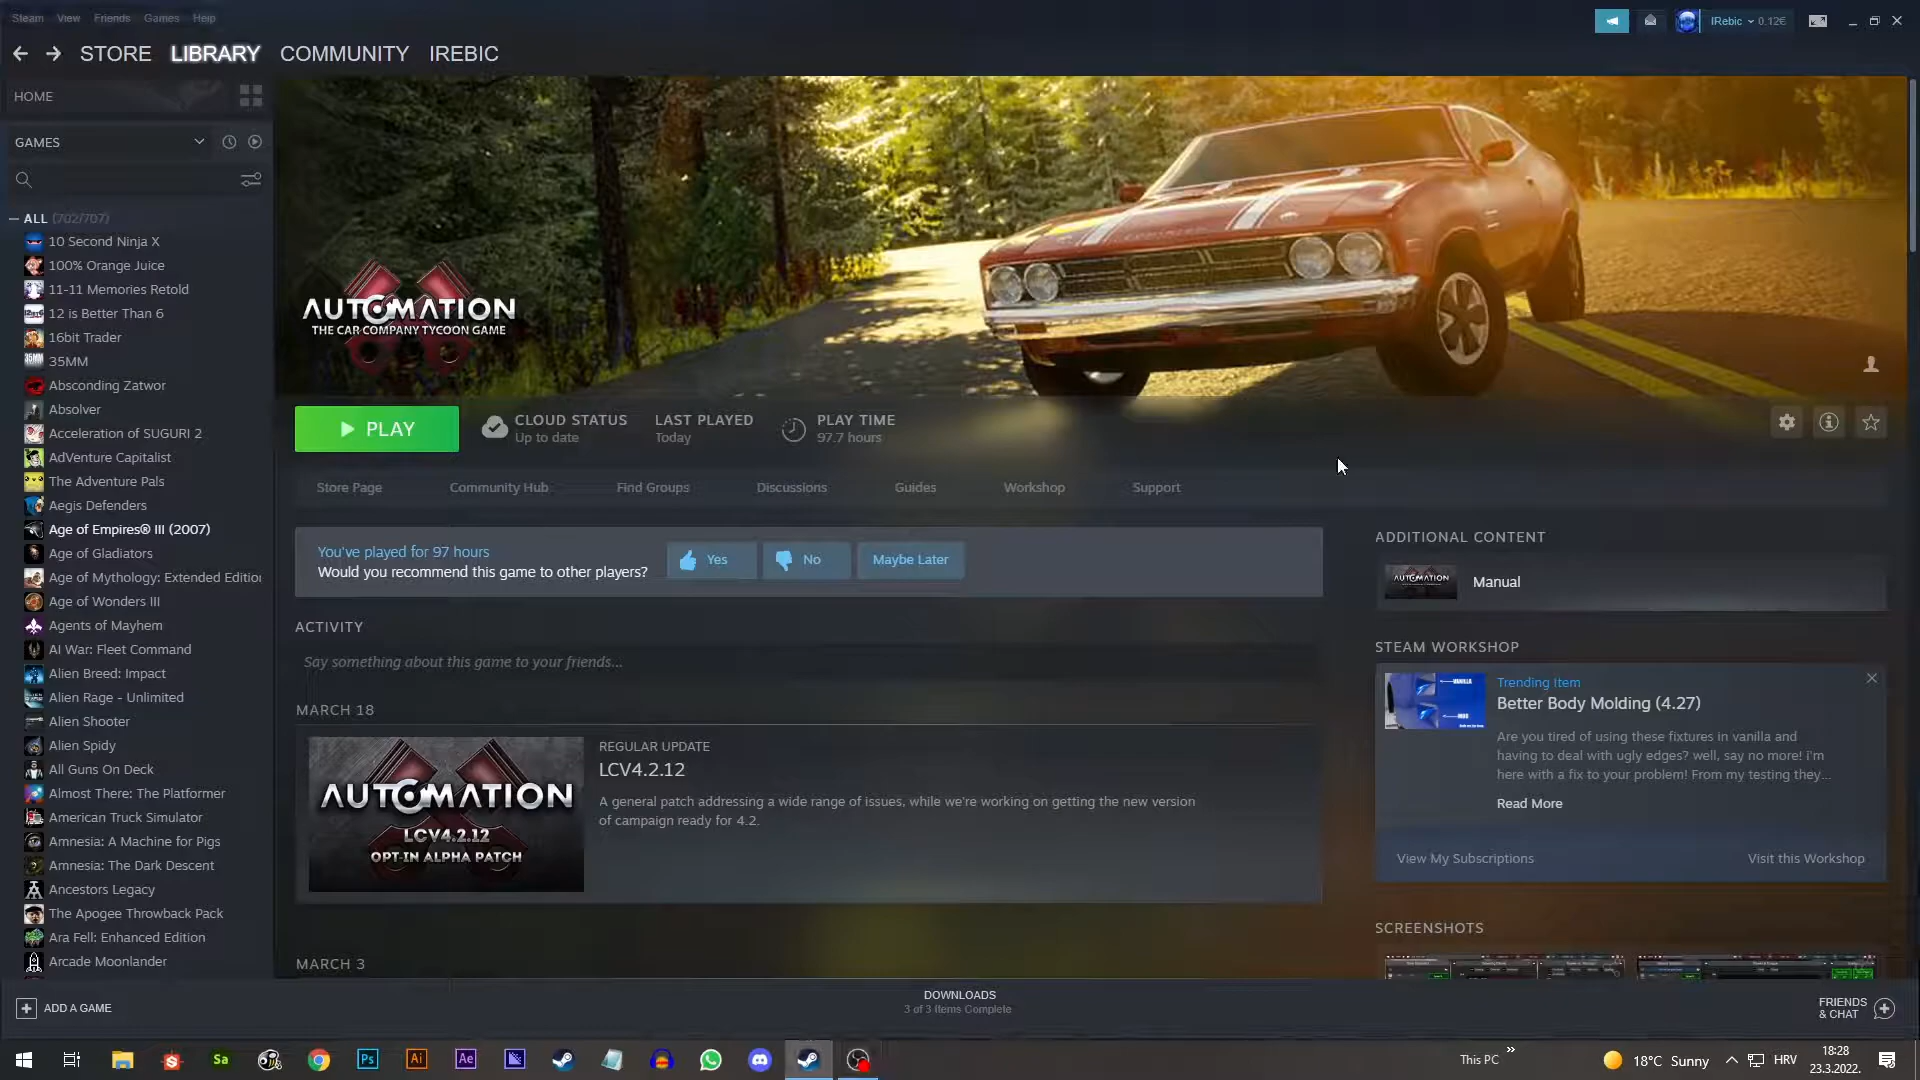 Steam View Friends Games Help
IRebic 0.12€
STORE LIBRARY COMMUNITY IREBIC
HOME
GAMES
ALL (702/707)
10 Second Ninja X
100% Orange Juice
11-11 Memories Retold
12 is Better Than 6
16bit Trader
35MM
Absconding Zatwor
Absolver
Acceleration of SUGURI 2
AdVenture Capitalist
The Adventure Pals
Aegis Defenders
Age of Empires® III (2007)
Age of Gladiators
Age of Mythology: Extended Edition
Age of Wonders III
Agents of Mayhem
AI War: Fleet Command
Alien Breed: Impact
Alien Rage - Unlimited
Alien Shooter
Alien Spidy
All Guns On Deck
Almost There: The Platformer
American Truck Simulator
Amnesia: A Machine for Pigs
Amnesia: The Dark Descent
Ancestors Legacy
The Apogee Throwback Pack
Ara Fell: Enhanced Edition
Arcade Moonlander
AUTOMATION
THE CAR COMPANY TYCOON GAME
PLAY
CLOUD STATUS
Up to date
LAST PLAYED
Today
PLAY TIME
97.7 hours
Store Page Community Hub Find Groups Discussions Guides Workshop Support
You've played for 97 hours
Would you recommend this game to other players?
Yes No Maybe Later
ACTIVITY
Say something about this game to your friends...
MARCH 18
AUTOMATION
LCV4.2.12
OPT-IN ALPHA PATCH
REGULAR UPDATE
LCV4.2.12
A general patch addressing a wide range of issues, while we're working on getting the new version
of campaign ready for 4.2.
MARCH 3
ADDITIONAL CONTENT
AUTOMATION
Manual
STEAM WORKSHOP
VANILLA
Trending Item
Better Body Molding (4.27)
Are you tired of using these fixtures in vanilla and
having to deal with ugly edges? well, say no more! i'm
here with a fix to your problem! From my testing they...
Read More
View My Subscriptions Visit this Workshop
SCREENSHOTS
ADD A GAME
DOWNLOADS
3 of 3 Items Complete
FRIENDS
& CHAT
Sa Ps Ai Ae
This PC
18°C Sunny
HRV
18:28
23.3.2022.